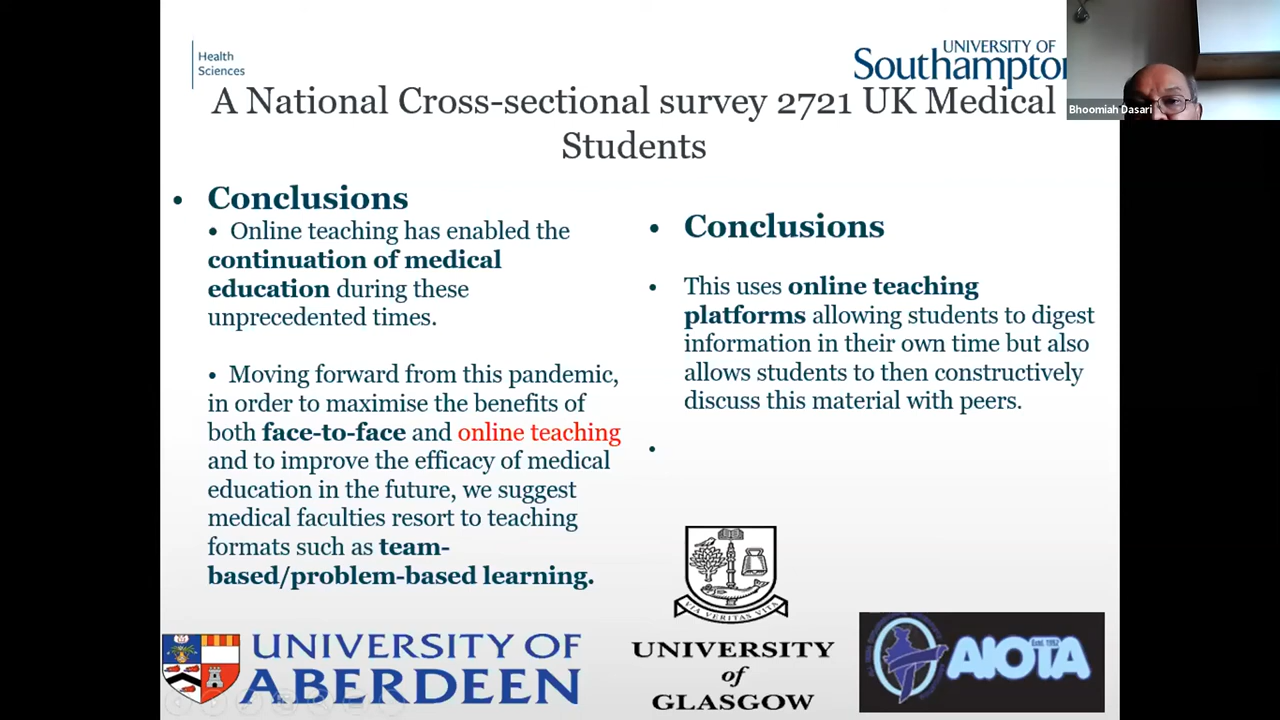 Health
Sciences
UNIVERSITY OF
Southampton
A National Cross-sectional survey 2721 UK Medical
Students
Bhoomiah Dasari
• Conclusions
• Online teaching has enabled the
continuation of medical
education during these
unprecedented times.
• Moving forward from this pandemic,
in order to maximise the benefits of
both face-to-face and online teaching
and to improve the efficacy of medical
education in the future, we suggest
medical faculties resort to teaching
formats such as team-
based/problem-based learning.
• Conclusions
• This uses online teaching
platforms allowing students to digest
information in their own time but also
allows students to then constructively
discuss this material with peers.
•
UNIVERSITY OF
ABERDEEN
VIA VERITAS VITA
UNIVERSITY
of
GLASGOW
Estd. 1952
AIOTA